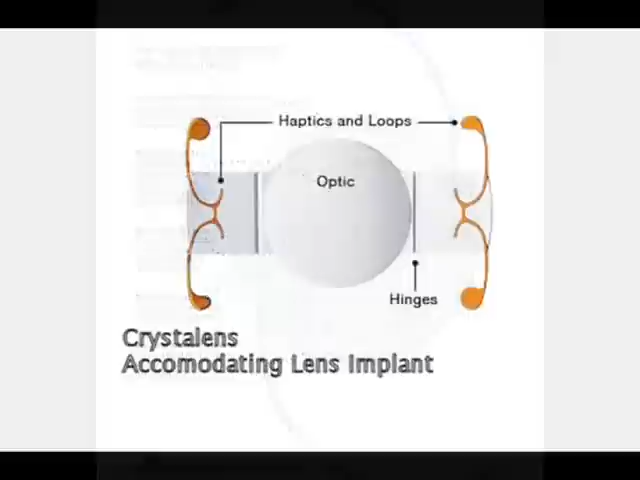 Haptics and Loops
Optic
Hinges
Crystalens
Accomodating Lens Implant